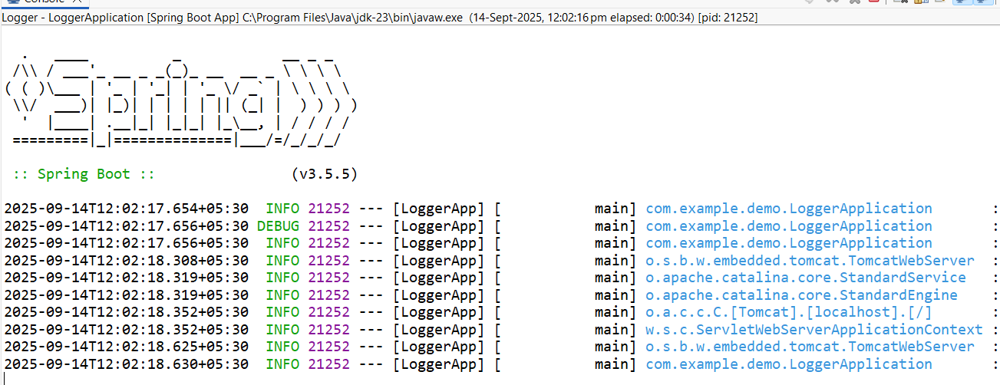 Console
Logger - LoggerApplication [Spring Boot App] C:\Program Files\Java\jdk-23\bin\javaw.exe  (14-Sept-2025, 12:02:16 pm elapsed: 0:00:34) [pid: 21252]
  .   ____          _            __ _ _
 /\\ / ___'_ __ _ _(_)_ __  __ _ \ \ \ \
( ( )\___ | '_ | '_| | '_ \/ _` | \ \ \ \
 \\/  ___)| |_)| | | | | || (_| |  ) ) ) )
  '  |____| .__|_| |_|_| |_\__, | / / / /
 =========|_|==============|___/=/_/_/_/
 :: Spring Boot ::                (v3.5.5)
2025-09-14T12:02:17.654+05:30  INFO 21252 --- [LoggerApp] [           main] com.example.demo.LoggerApplication       :
2025-09-14T12:02:17.656+05:30 DEBUG 21252 --- [LoggerApp] [           main] com.example.demo.LoggerApplication       :
2025-09-14T12:02:17.656+05:30  INFO 21252 --- [LoggerApp] [           main] com.example.demo.LoggerApplication       :
2025-09-14T12:02:18.308+05:30  INFO 21252 --- [LoggerApp] [           main] o.s.b.w.embedded.tomcat.TomcatWebServer  :
2025-09-14T12:02:18.319+05:30  INFO 21252 --- [LoggerApp] [           main] o.apache.catalina.core.StandardService   :
2025-09-14T12:02:18.319+05:30  INFO 21252 --- [LoggerApp] [           main] o.apache.catalina.core.StandardEngine    :
2025-09-14T12:02:18.352+05:30  INFO 21252 --- [LoggerApp] [           main] o.a.c.c.C.[Tomcat].[localhost].[/]       :
2025-09-14T12:02:18.352+05:30  INFO 21252 --- [LoggerApp] [           main] w.s.c.ServletWebServerApplicationContext :
2025-09-14T12:02:18.625+05:30  INFO 21252 --- [LoggerApp] [           main] o.s.b.w.embedded.tomcat.TomcatWebServer  :
2025-09-14T12:02:18.630+05:30  INFO 21252 --- [LoggerApp] [           main] com.example.demo.LoggerApplication       :